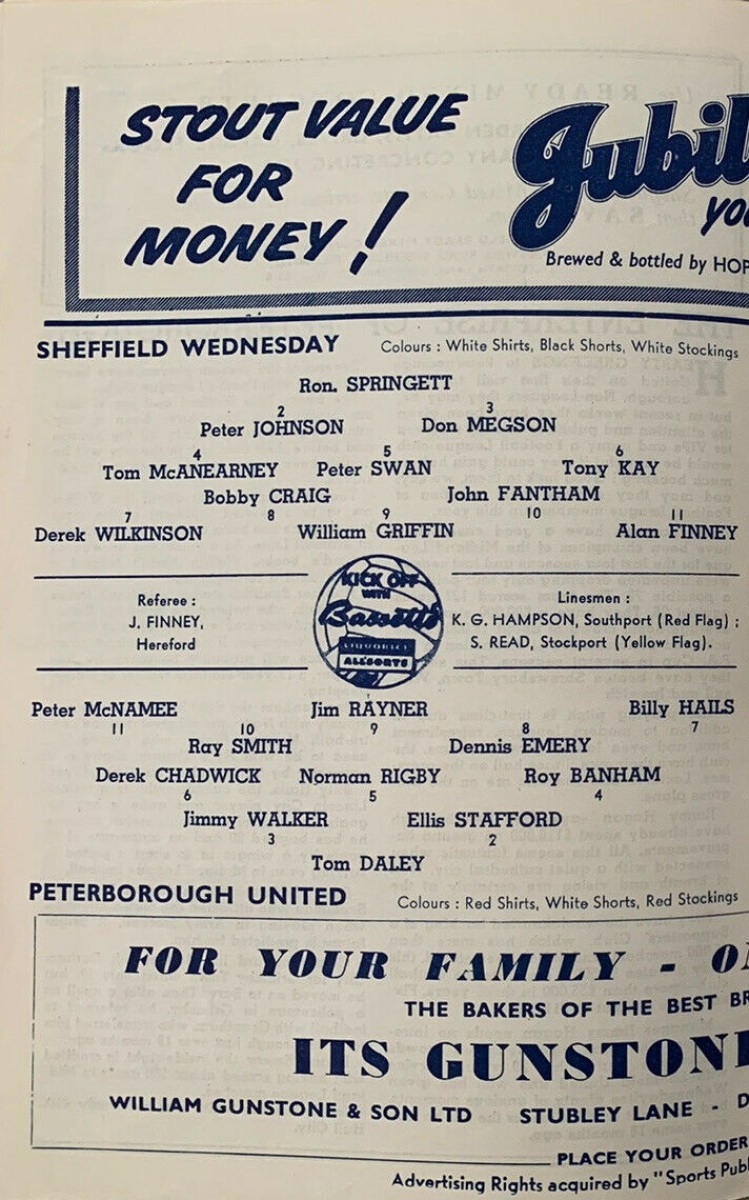 STOUT VALUE
FOR
MONEY!
Jubil
you
Brewed & bottled by HOP
SHEFFIELD WEDNESDAY Colours : White Shirts, Black Shorts, White Stockings
Ron. SPRINGETT
2 3
Peter JOHNSON Don MEGSON
4 5 6
Tom McANEARNEY Peter SWAN Tony KAY
Bobby CRAIG John FANTHAM
7 8 9 10 11
Derek WILKINSON William GRIFFIN Alan FINNEY
Referee :
J. FINNEY,
Hereford
KICK OFF
WITH
Bassett's
LIQUORICE
ALLSORTS
Linesmen :
K. G. HAMPSON, Southport (Red Flag) ;
S. READ, Stockport (Yellow Flag).
Peter McNAMEE Jim RAYNER Billy HAILS
11 10 9 8 7
Ray SMITH Dennis EMERY
Derek CHADWICK Norman RIGBY Roy BANHAM
6 5 4
Jimmy WALKER Ellis STAFFORD
3 2
Tom DALEY
PETERBOROUGH UNITED Colours : Red Shirts, White Shorts, Red Stockings
FOR YOUR FAMILY - O
THE BAKERS OF THE BEST BR
ITS GUNSTONE
WILLIAM GUNSTONE & SON LTD STUBLEY LANE - D
PLACE YOUR ORDER
Advertising Rights acquired by "Sports Publ